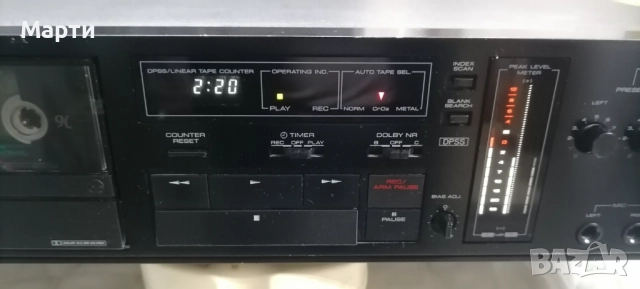 Марти
DPSS/LINEAR TAPE COUNTER
OPERATING IND.
AUTO TAPE SEL.
INDEX SCAN
PEAK LEVEL METER
2:20
PLAY REC
NORM CrO₂ METAL
BLANK SEARCH
LEFT
COUNTER RESET
TIMER
REC OFF PLAY
DOLBY NR
B OFF C
DPSS
REC/ARM PAUSE
PAUSE
BIAS ADJ.
LEFT
BAZAR.bg